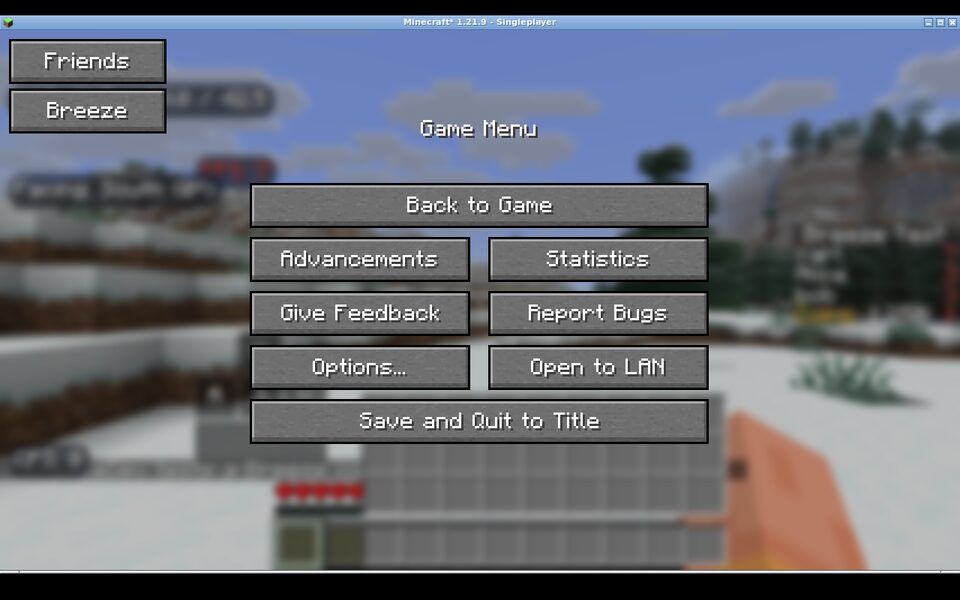 Minecraft* 1.21.9 - Singleplayer
Friends
Breeze
Game Menu
Back to Game
Advancements
Statistics
Give Feedback
Report Bugs
Options...
Open to LAN
Save and Quit to Title